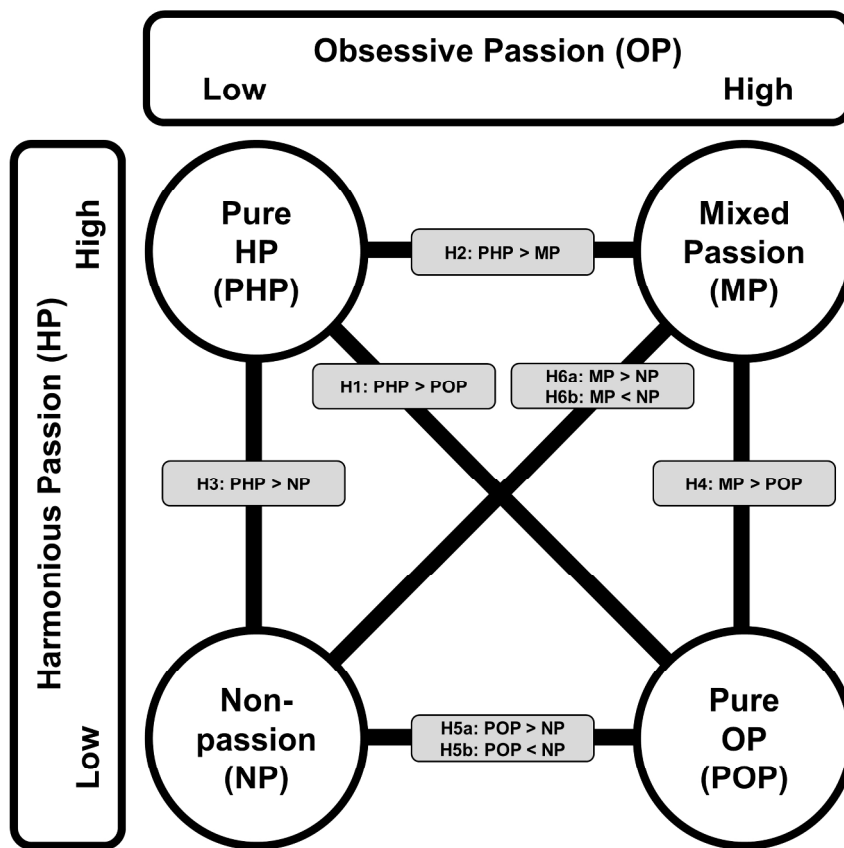 Obsessive Passion (OP)
Low High
Harmonious Passion (HP)
High
Low
Pure
HP
(PHP)
H2: PHP > MP
Mixed
Passion
(MP)
H1: PHP > POP
H6a: MP > NP
H6b: MP < NP
H3: PHP > NP
H4: MP > POP
Non-
passion
(NP)
H5a: POP > NP
H5b: POP < NP
Pure
OP
(POP)